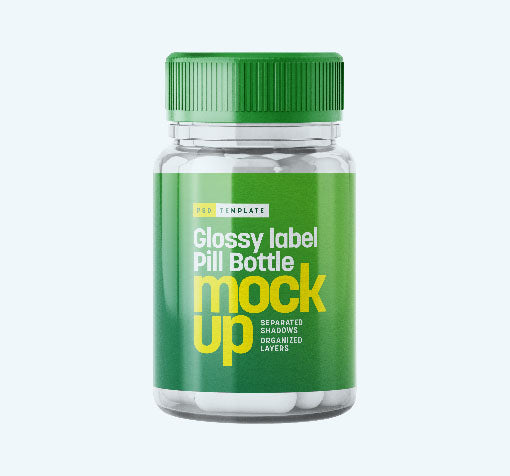 PSD TEMPLATE
Glossy label
Pill Bottle
mock
up
SEPARATED
SHADOWS
ORGANIZED
LAYERS